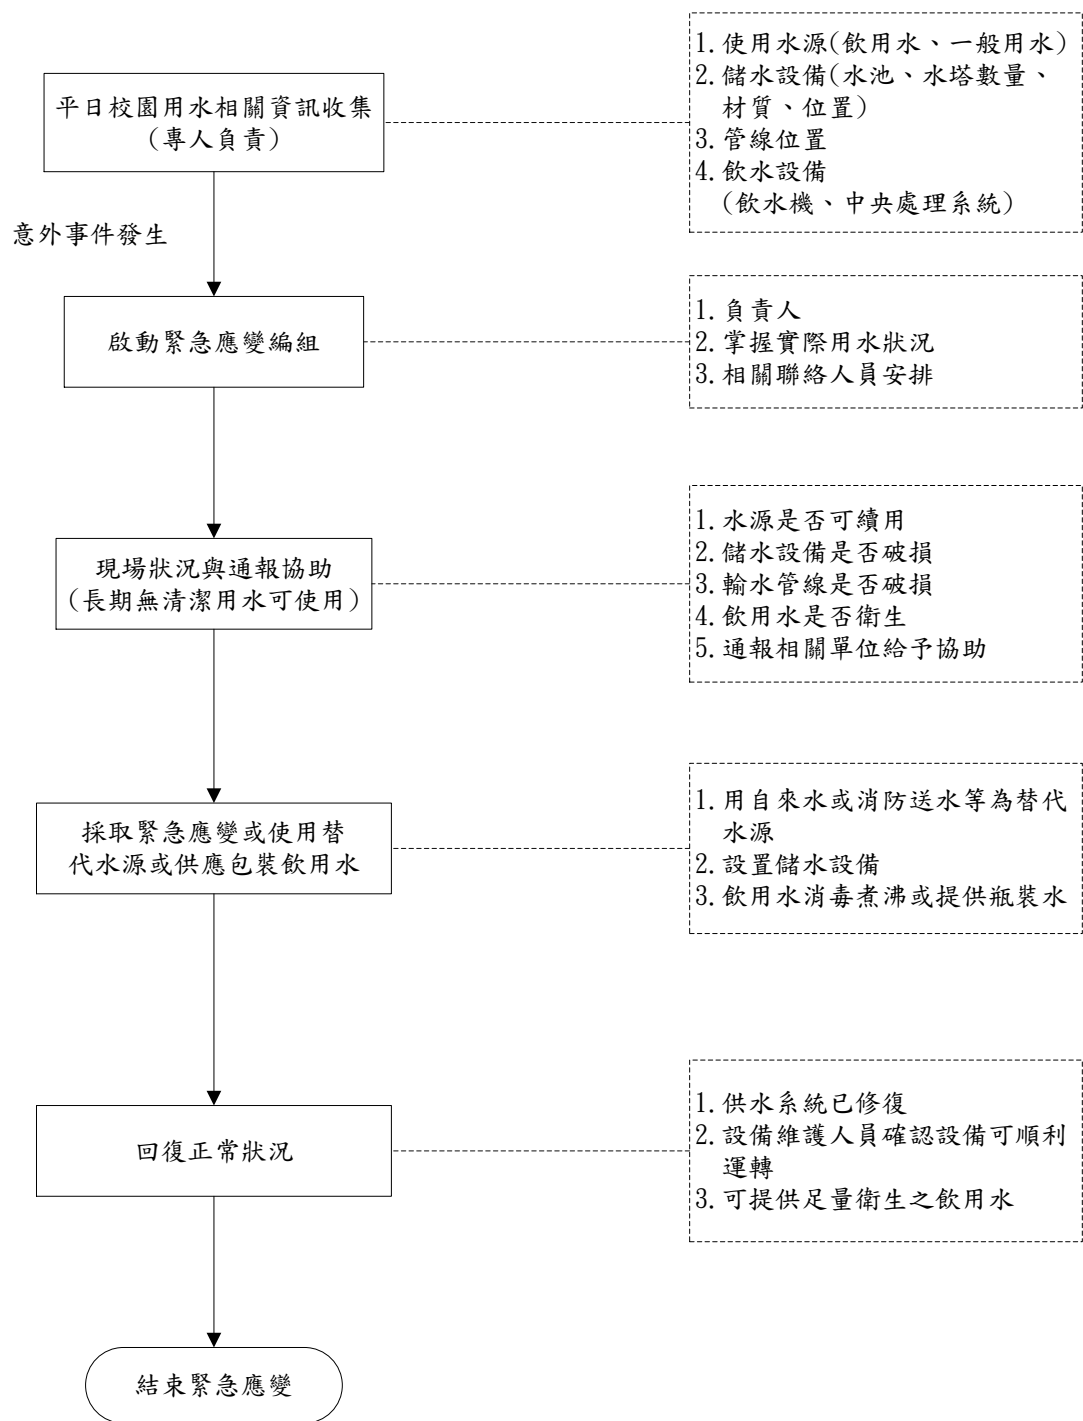 平日校園用水相關資訊收集
(專人負責)
1.使用水源(飲用水、一般用水)
2.儲水設備(水池、水塔數量、
材質、位置)
3.管線位置
4.飲水設備
(飲水機、中央處理系統)
意外事件發生
啟動緊急應變編組
1.負責人
2.掌握實際用水狀況
3.相關聯絡人員安排
現場狀況與通報協助
(長期無清潔用水可使用)
1.水源是否可續用
2.儲水設備是否破損
3.輸水管線是否破損
4.飲用水是否衛生
5.通報相關單位給予協助
採取緊急應變或使用替
代水源或供應包裝飲用水
1.用自來水或消防送水等為替代
水源
2.設置儲水設備
3.飲用水消毒煮沸或提供瓶裝水
回復正常狀況
1.供水系統已修復
2.設備維護人員確認設備可順利
運轉
3.可提供足量衛生之飲用水
結束緊急應變